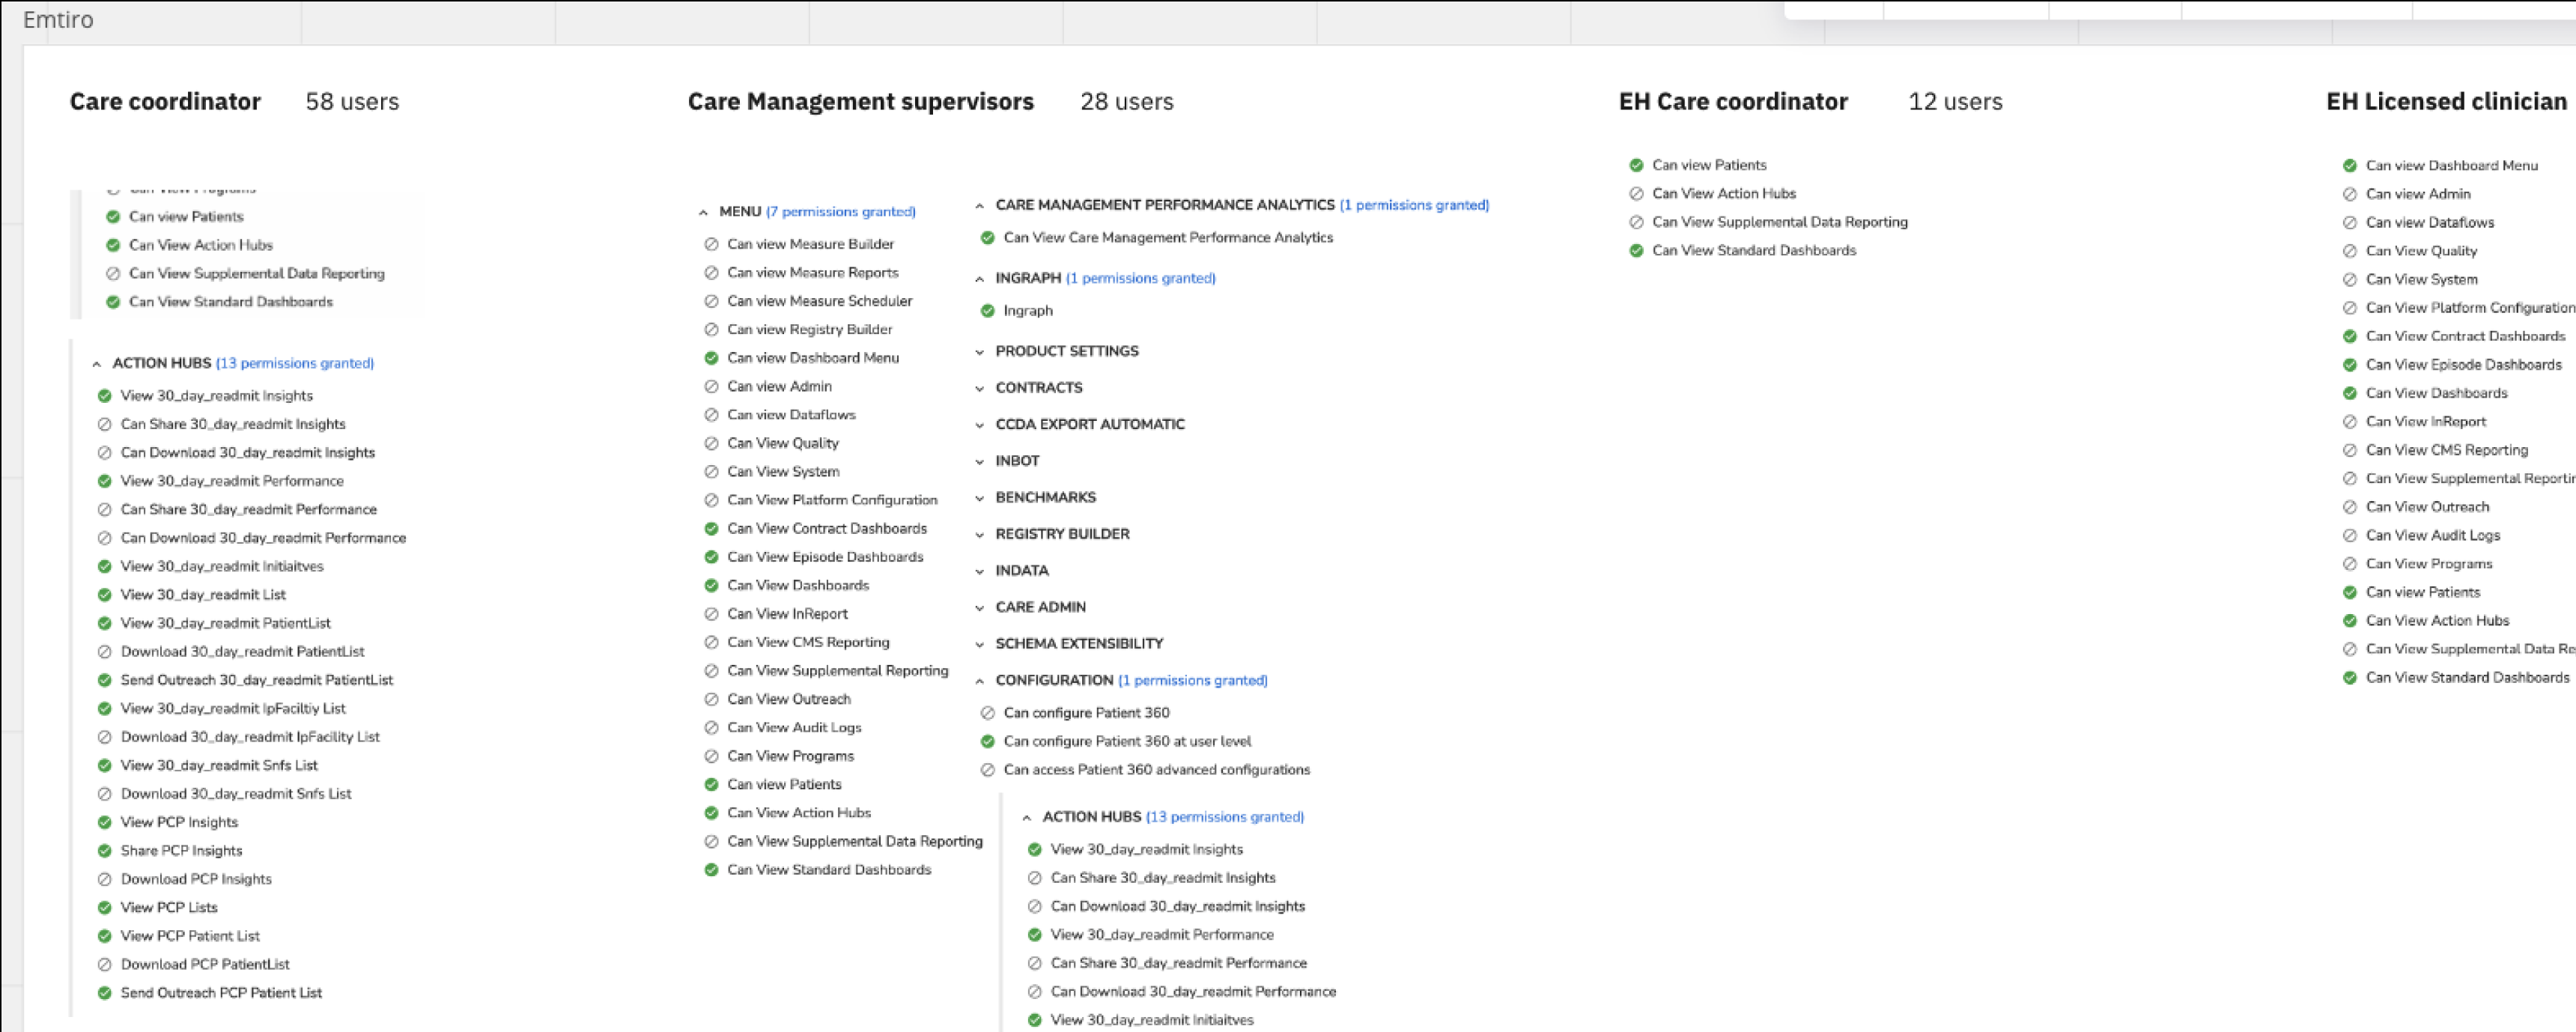 Emtiro
Care coordinator 58 users
Can View Programs
Can view Patients
Can View Action Hubs
Can View Supplemental Data Reporting
Can View Standard Dashboards
ACTION HUBS (13 permissions granted)
View 30_day_readmit Insights
Can Share 30_day_readmit Insights
Can Download 30_day_readmit Insights
View 30_day_readmit Performance
Can Share 30_day_readmit Performance
Can Download 30_day_readmit Performance
View 30_day_readmit Initiaitves
View 30_day_readmit List
View 30_day_readmit PatientList
Download 30_day_readmit PatientList
Send Outreach 30_day_readmit PatientList
View 30_day_readmit IpFaciltiy List
Download 30_day_readmit IpFacility List
View 30_day_readmit Snfs List
Download 30_day_readmit Snfs List
View PCP Insights
Share PCP Insights
Download PCP Insights
View PCP Lists
View PCP Patient List
Download PCP PatientList
Send Outreach PCP Patient List
Care Management supervisors 28 users
MENU (7 permissions granted)
Can view Measure Builder
Can view Measure Reports
Can view Measure Scheduler
Can view Registry Builder
Can view Dashboard Menu
Can view Admin
Can view Dataflows
Can View Quality
Can View System
Can View Platform Configuration
Can View Contract Dashboards
Can View Episode Dashboards
Can View Dashboards
Can View InReport
Can View CMS Reporting
Can View Supplemental Reporting
Can View Outreach
Can View Audit Logs
Can View Programs
Can view Patients
Can View Action Hubs
Can View Supplemental Data Reporting
Can View Standard Dashboards
CARE MANAGEMENT PERFORMANCE ANALYTICS (1 permissions granted)
Can View Care Management Performance Analytics
INGRAPH (1 permissions granted)
Ingraph
PRODUCT SETTINGS
CONTRACTS
CCDA EXPORT AUTOMATIC
INBOT
BENCHMARKS
REGISTRY BUILDER
INDATA
CARE ADMIN
SCHEMA EXTENSIBILITY
CONFIGURATION (1 permissions granted)
Can configure Patient 360
Can configure Patient 360 at user level
Can access Patient 360 advanced configurations
ACTION HUBS (13 permissions granted)
View 30_day_readmit Insights
Can Share 30_day_readmit Insights
Can Download 30_day_readmit Insights
View 30_day_readmit Performance
Can Share 30_day_readmit Performance
Can Download 30_day_readmit Performance
View 30_day_readmit Initiaitves
EH Care coordinator 12 users
Can view Patients
Can View Action Hubs
Can View Supplemental Data Reporting
Can View Standard Dashboards
EH Licensed clinician
Can view Dashboard Menu
Can view Admin
Can view Dataflows
Can View Quality
Can View System
Can View Platform Configuration
Can View Contract Dashboards
Can View Episode Dashboards
Can View Dashboards
Can View InReport
Can View CMS Reporting
Can View Supplemental
Can View Outreach
Can View Audit Logs
Can View Programs
Can view Patients
Can View Action Hubs
Can View Supplemental Data
Can View Standard Dashboards